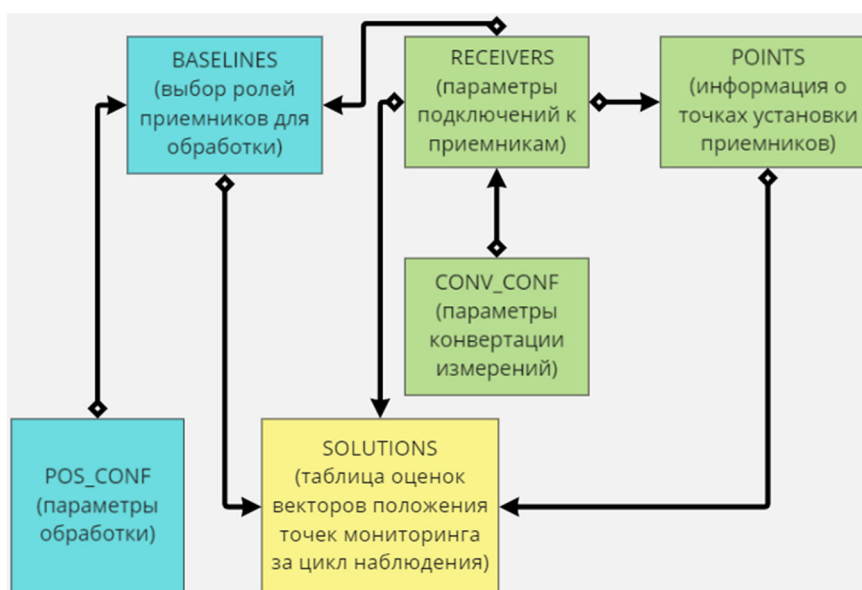 BASELINES
(выбор ролей
приемников для
обработки)
RECEIVERS
(параметры
подключений к
приемникам)
POINTS
(информация о
точках установки
приемников)
CONV_CONF
(параметры
конвертации
измерений)
POS_CONF
(параметры
обработки)
SOLUTIONS
(таблица оценок
векторов положения
точек мониторинга
за цикл наблюдения)